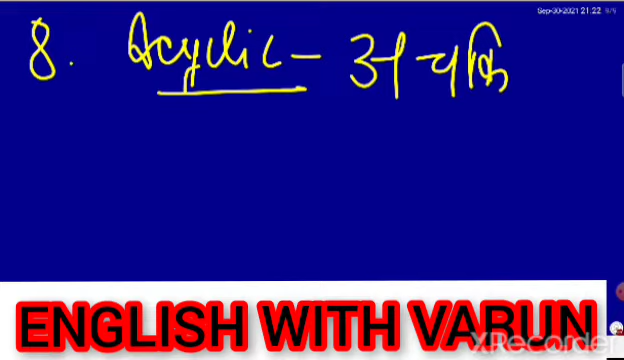 Sep-30-2021 21:22
8. Acyclic - अचक्रि
ENGLISH WITH VARUN
XRecorder